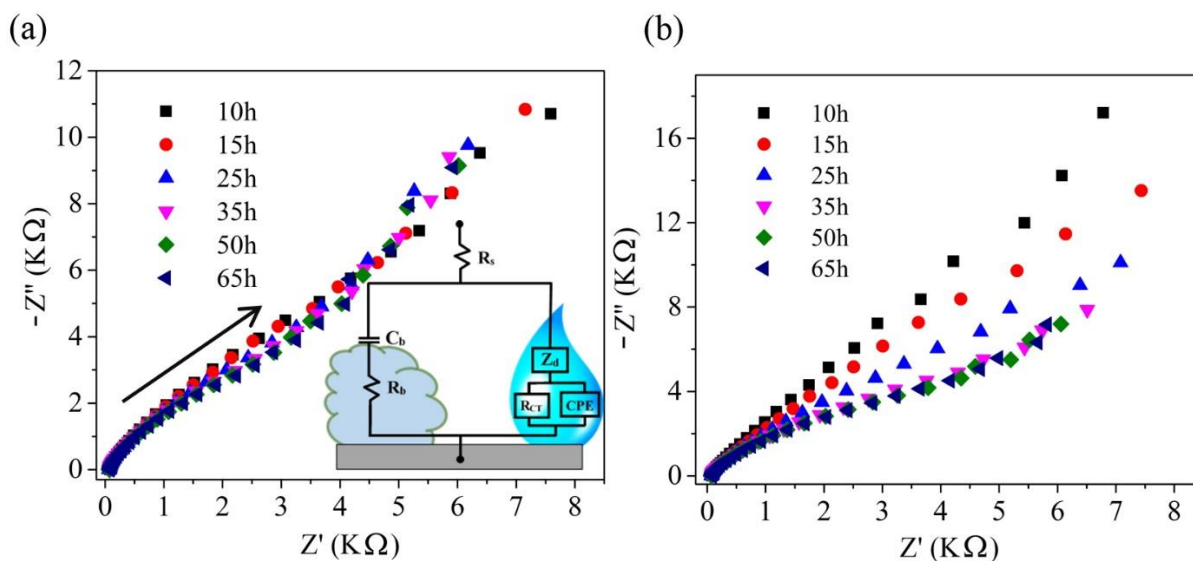 (a)
12
10
8
6
4
2
0
-Z" (KΩ)
10h
15h
25h
35h
50h
65h
Rs
Cb
Rb
Zd
RCT
CPE
0 1 2 3 4 5 6 7 8
Z' (KΩ)
(b)
16
12
8
4
0
-Z" (KΩ)
10h
15h
25h
35h
50h
65h
0 1 2 3 4 5 6 7 8
Z' (KΩ)